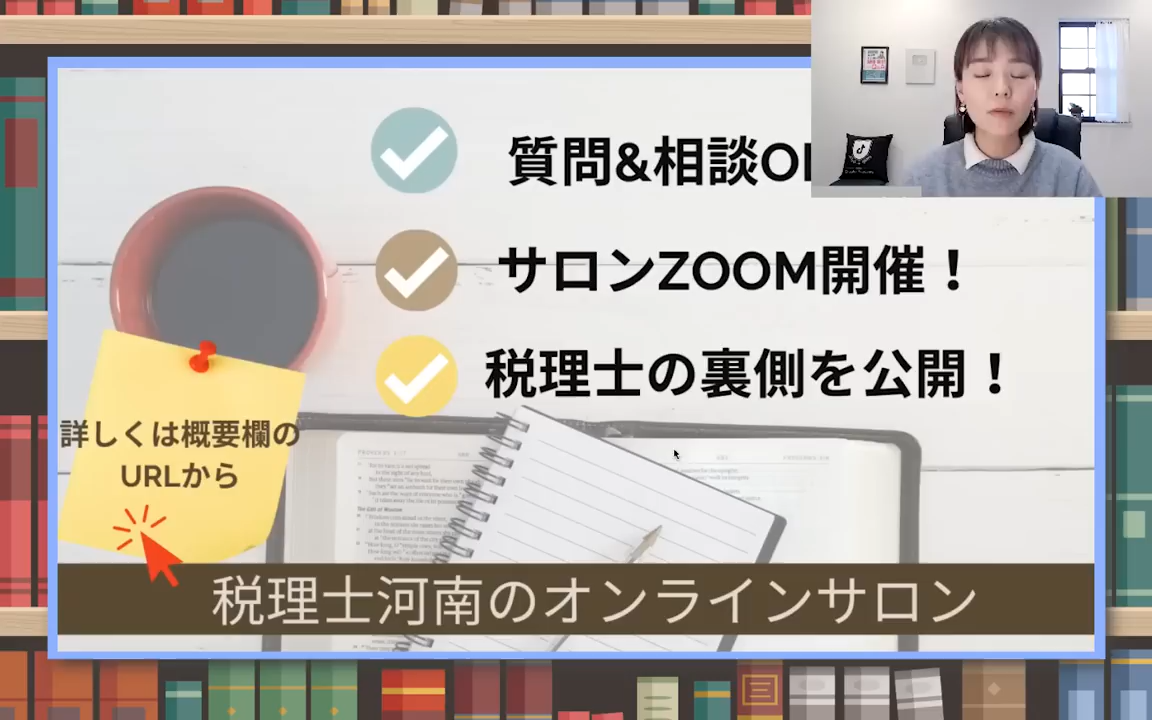 質問&相談O
サロンZOOM開催！
税理士の裏側を公開！
詳しくは概要欄の
URLから
税理士河南のオンラインサロン